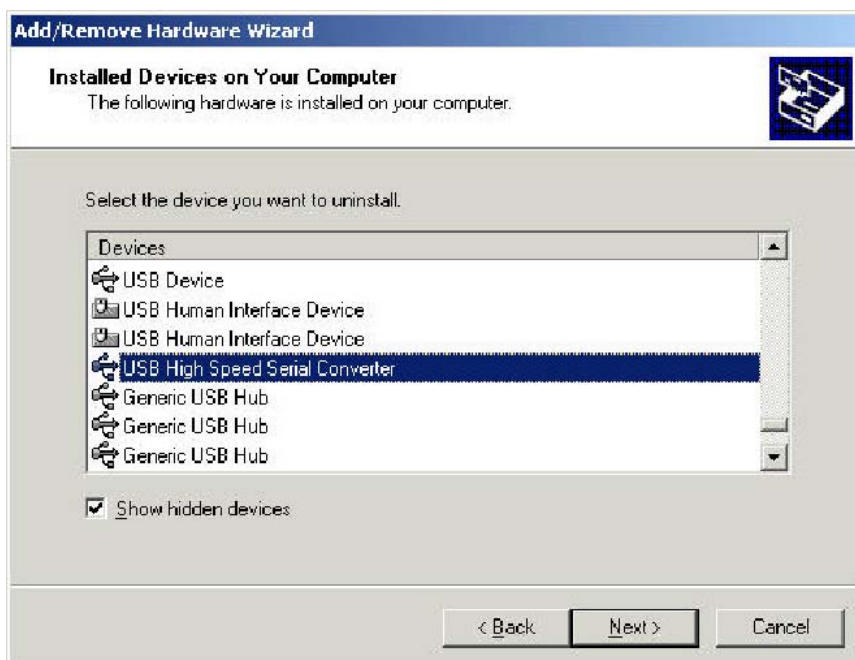 Add/Remove Hardware Wizard
Installed Devices on Your Computer
The following hardware is installed on your computer.
Select the device you want to uninstall.
Devices
USB Device
USB Human Interface Device
USB Human Interface Device
USB High Speed Serial Converter
Generic USB Hub
Generic USB Hub
Generic USB Hub
Show hidden devices
< Back
Next >
Cancel